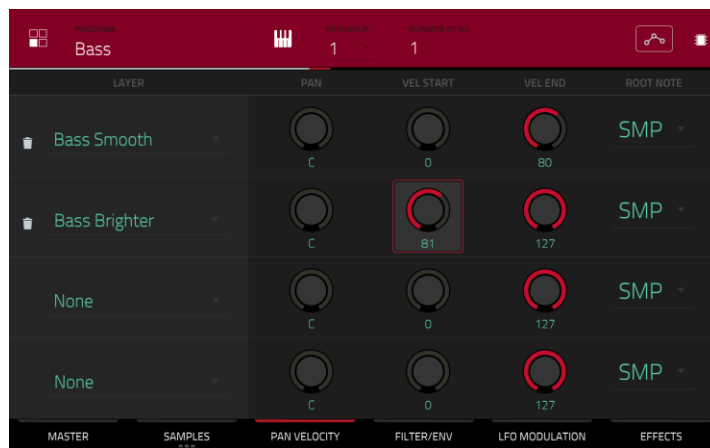 PROGRAM KEYGROUP NUMBER OF KG
Bass 1 1
LAYER PAN VEL START VEL END ROOT NOTE
Bass Smooth SMP
C 0 80
Bass Brighter SMP
C 81 127
None SMP
C 0 127
None SMP
C 0 127
MASTER SAMPLES PAN VELOCITY FILTER/ENV LFO MODULATION EFFECTS